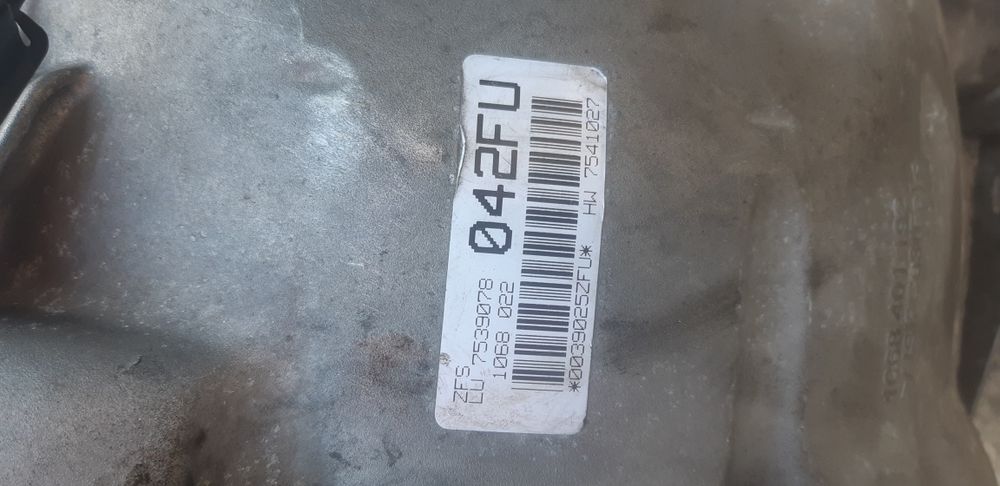 ZFS
LU 7539078
1068 022
042FU
*0039025ZFU*
HW 7541027